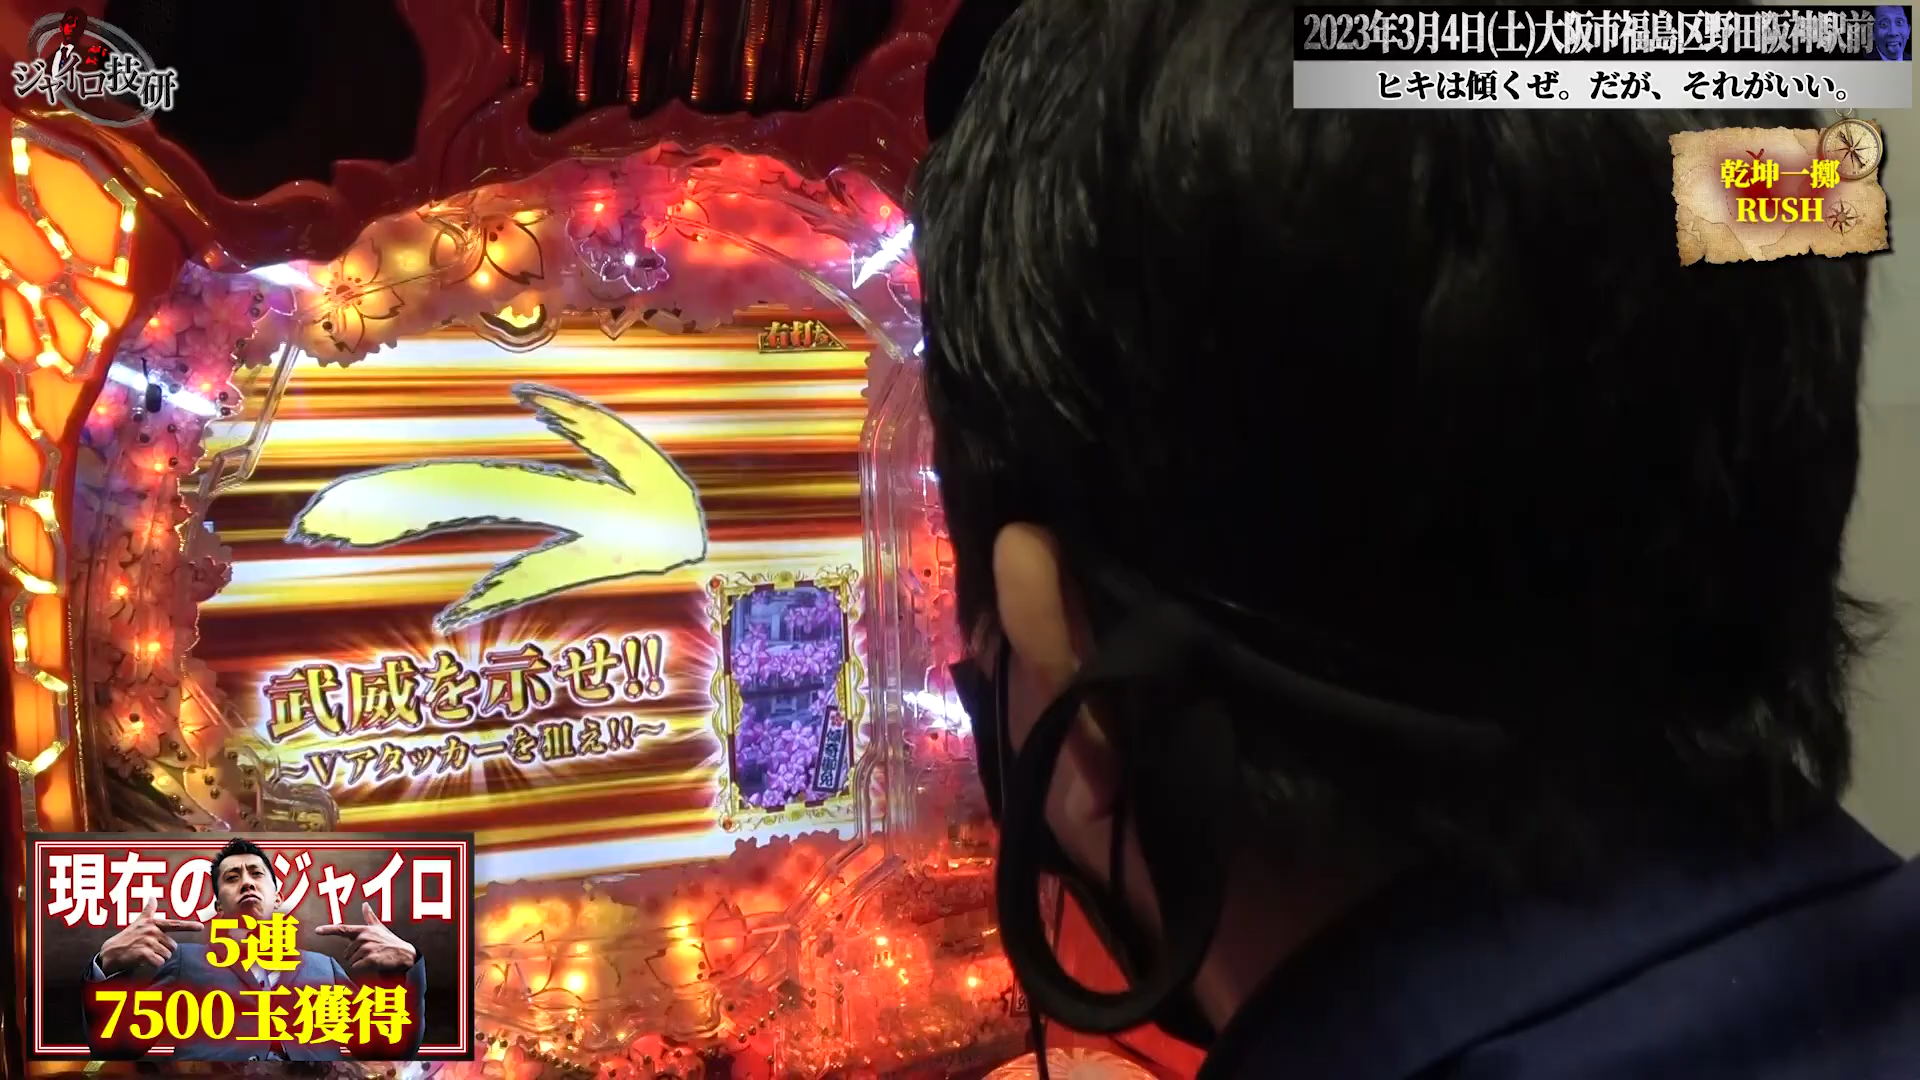 ジャイロ技研
2023年3月4日(土)大阪市福島区野田阪神駅前
ヒキは傾くぜ。だが、それがいい。
乾坤一擲
RUSH
右打ち
武威を示せ!!
~Vアタッカーを狙え!!~
傾奇御免
現在のジャイロ
5連
7500玉獲得